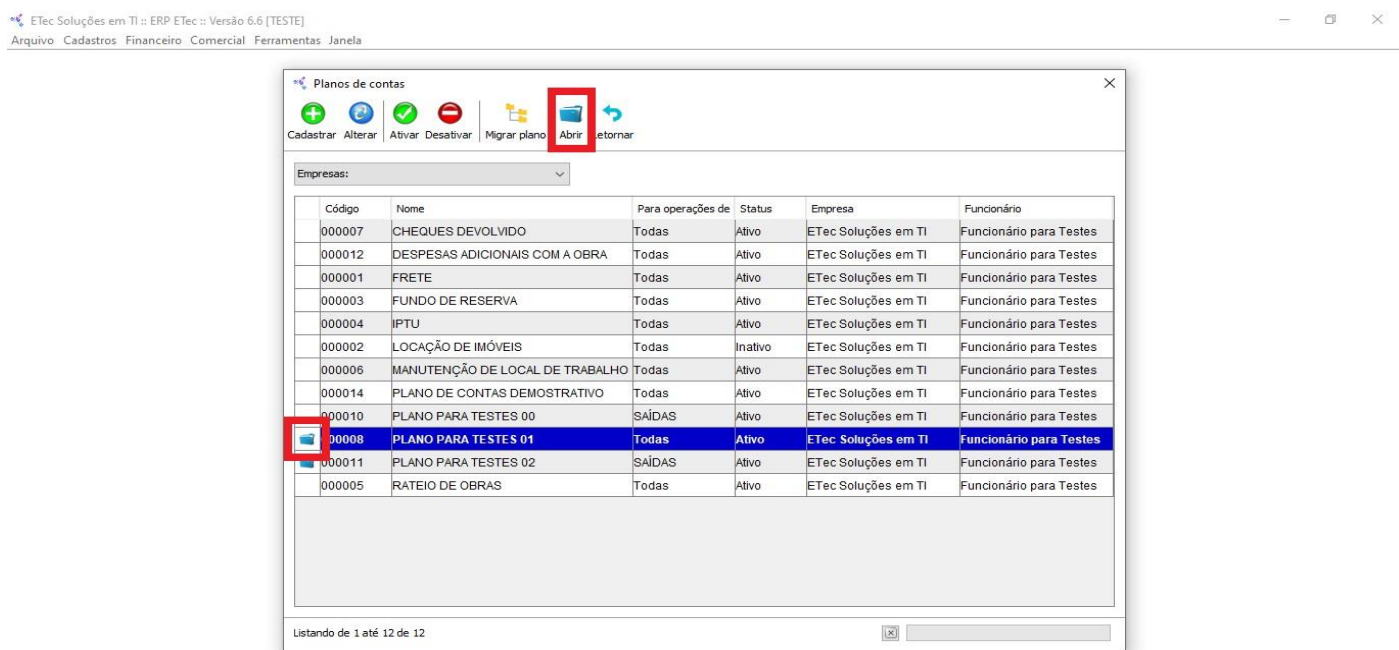 ETec Soluções em TI :: ERP ETec :: Versão 6.6 [TESTE]
Arquivo Cadastros Financeiro Comercial Ferramentas Janela
Planos de contas
Cadastrar Alterar Ativar Desativar Migrar plano Abrir etornar
Empresas:
Código Nome Para operações de Status Empresa Funcionário
000007 CHEQUES DEVOLVIDO Todas Ativo ETec Soluções em TI Funcionário para Testes
000012 DESPESAS ADICIONAIS COM A OBRA Todas Ativo ETec Soluções em TI Funcionário para Testes
000001 FRETE Todas Ativo ETec Soluções em TI Funcionário para Testes
000003 FUNDO DE RESERVA Todas Ativo ETec Soluções em TI Funcionário para Testes
000004 IPTU Todas Ativo ETec Soluções em TI Funcionário para Testes
000002 LOCAÇÃO DE IMÓVEIS Todas Inativo ETec Soluções em TI Funcionário para Testes
000006 MANUTENÇÃO DE LOCAL DE TRABALHO Todas Ativo ETec Soluções em TI Funcionário para Testes
000014 PLANO DE CONTAS DEMOSTRATIVO Todas Ativo ETec Soluções em TI Funcionário para Testes
000010 PLANO PARA TESTES 00 SAÍDAS Ativo ETec Soluções em TI Funcionário para Testes
00008 PLANO PARA TESTES 01 Todas Ativo ETec Soluções em TI Funcionário para Testes
000011 PLANO PARA TESTES 02 SAÍDAS Ativo ETec Soluções em TI Funcionário para Testes
000005 RATEIO DE OBRAS Todas Ativo ETec Soluções em TI Funcionário para Testes
Listando de 1 até 12 de 12